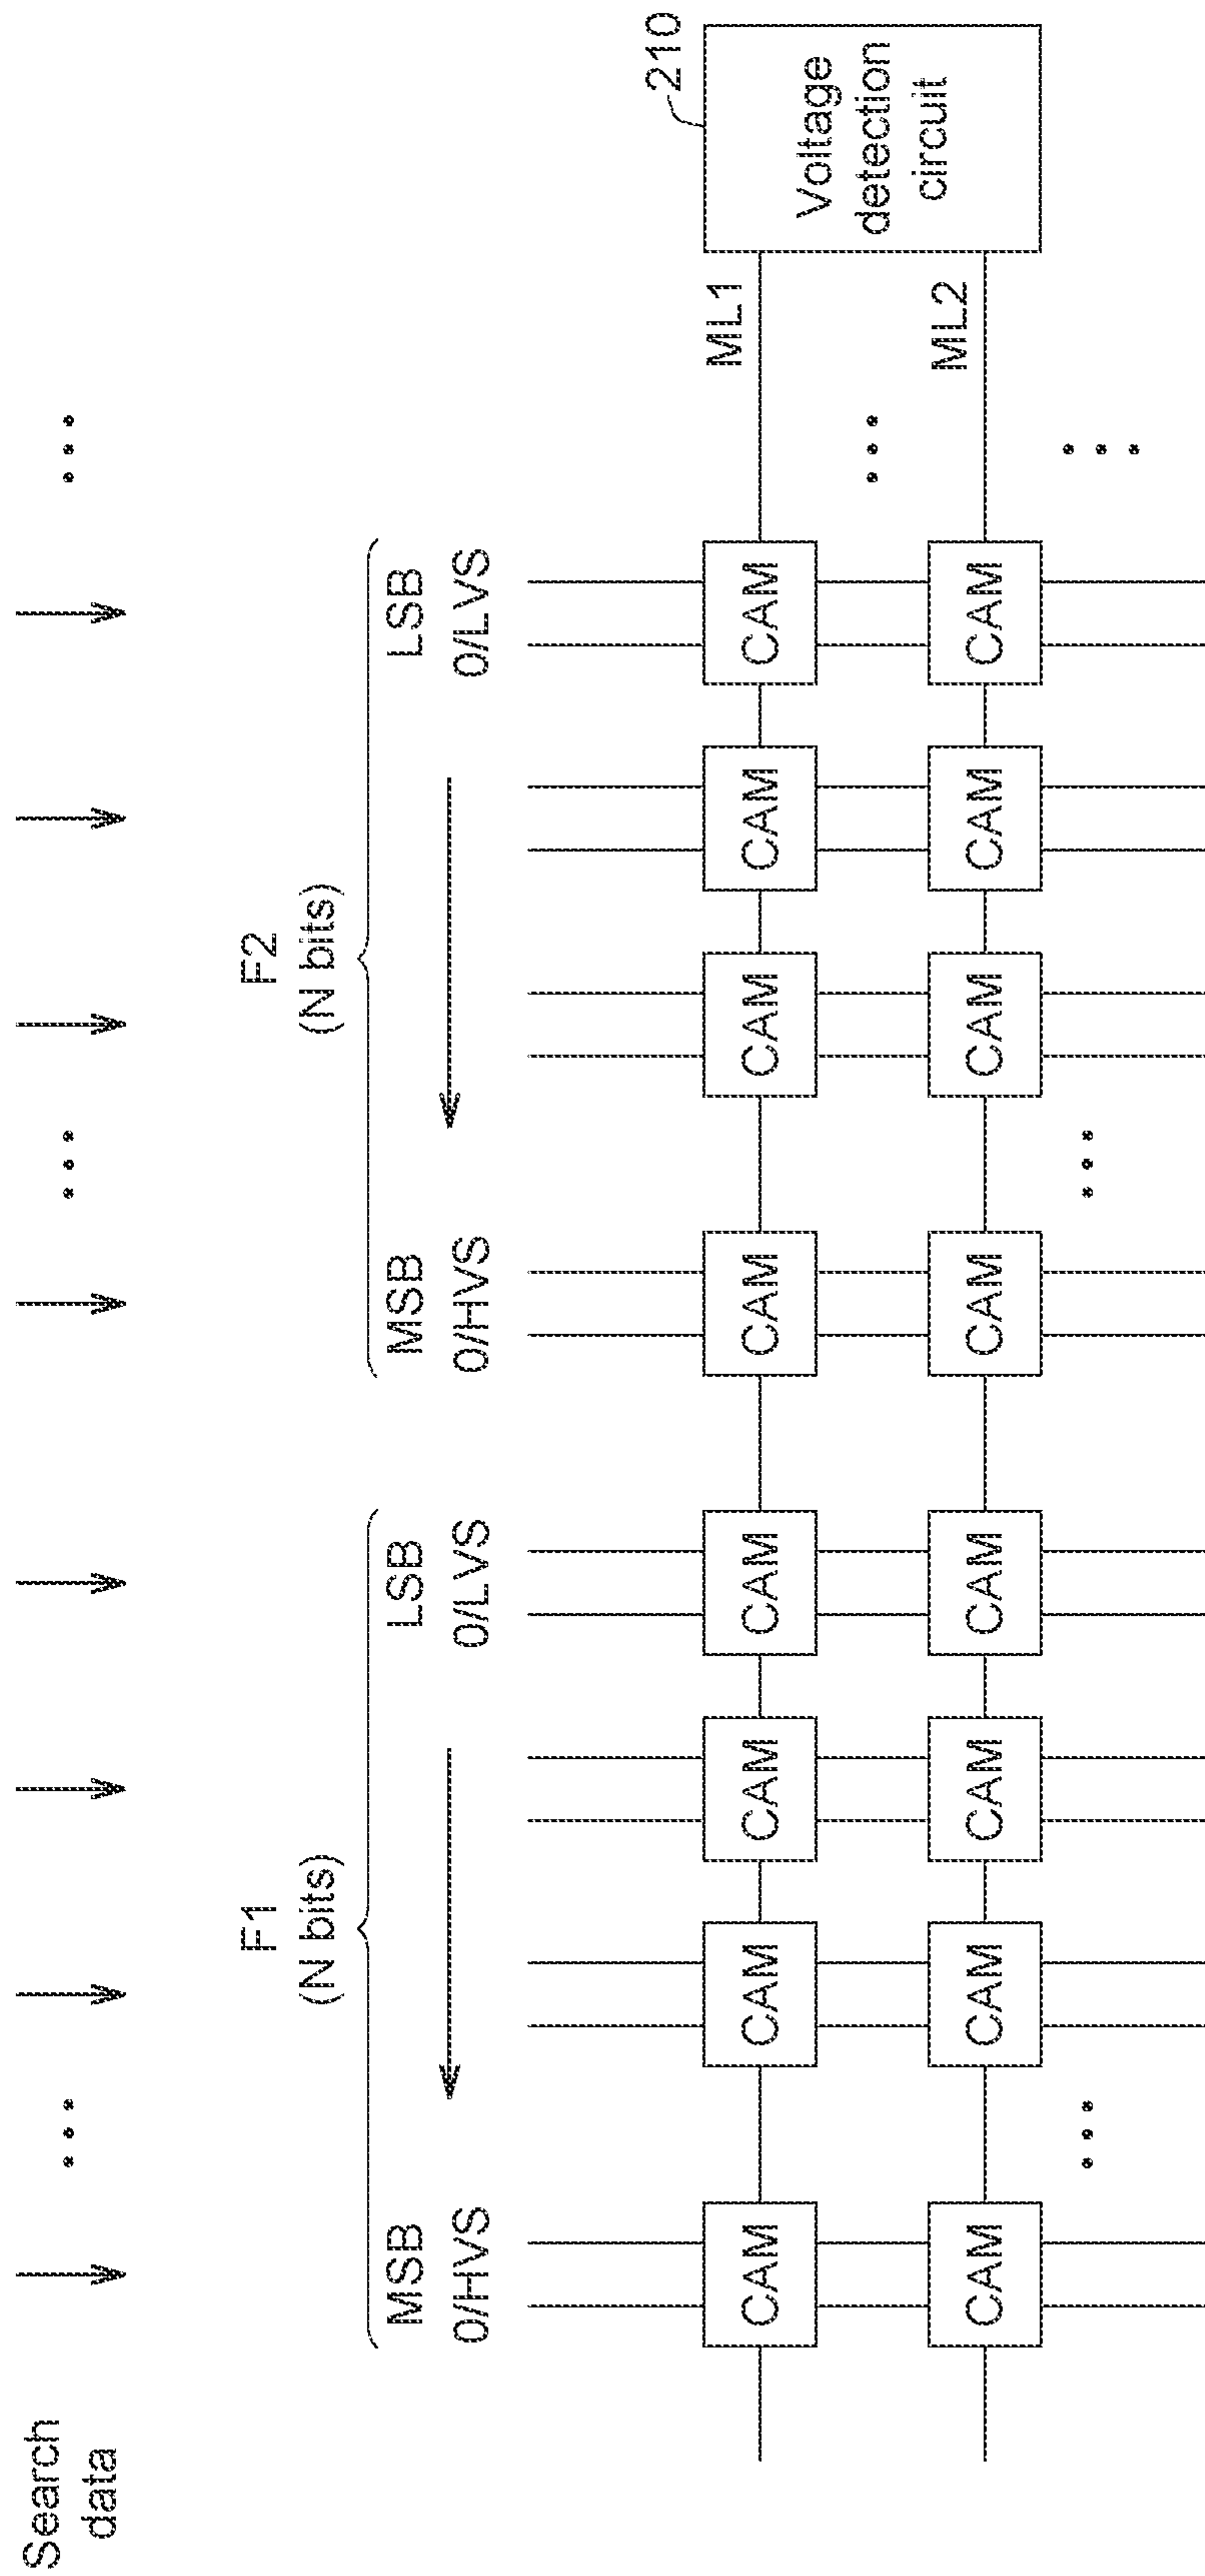 Search
data
F1
(N bits)
F2
(N bits)
MSB
LSB
MSB
LSB
0/HVS
0/LVS
0/HVS
0/LVS
210
ML1
CAM
CAM
CAM
CAM
CAM
CAM
CAM
CAM
Voltage
detection
circuit
ML2
CAM
CAM
CAM
CAM
CAM
CAM
CAM
CAM